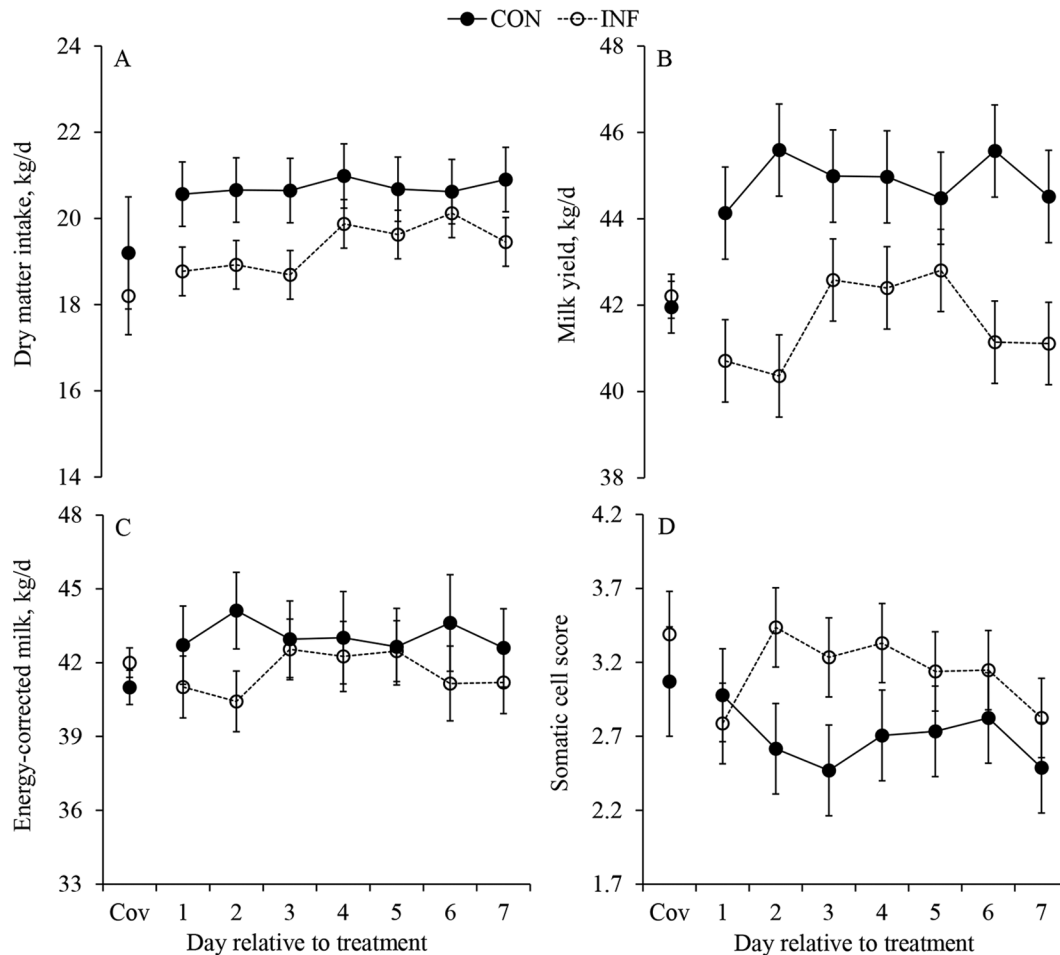 CON INF
A
Dry matter intake, kg/d
24
22
20
18
16
14
B
Milk yield, kg/d
48
46
44
42
40
38
C
Energy-corrected milk, kg/d
48
45
42
39
36
33
Cov 1 2 3 4 5 6 7
Day relative to treatment
D
Somatic cell score
4.2
3.7
3.2
2.7
2.2
1.7
Cov 1 2 3 4 5 6 7
Day relative to treatment